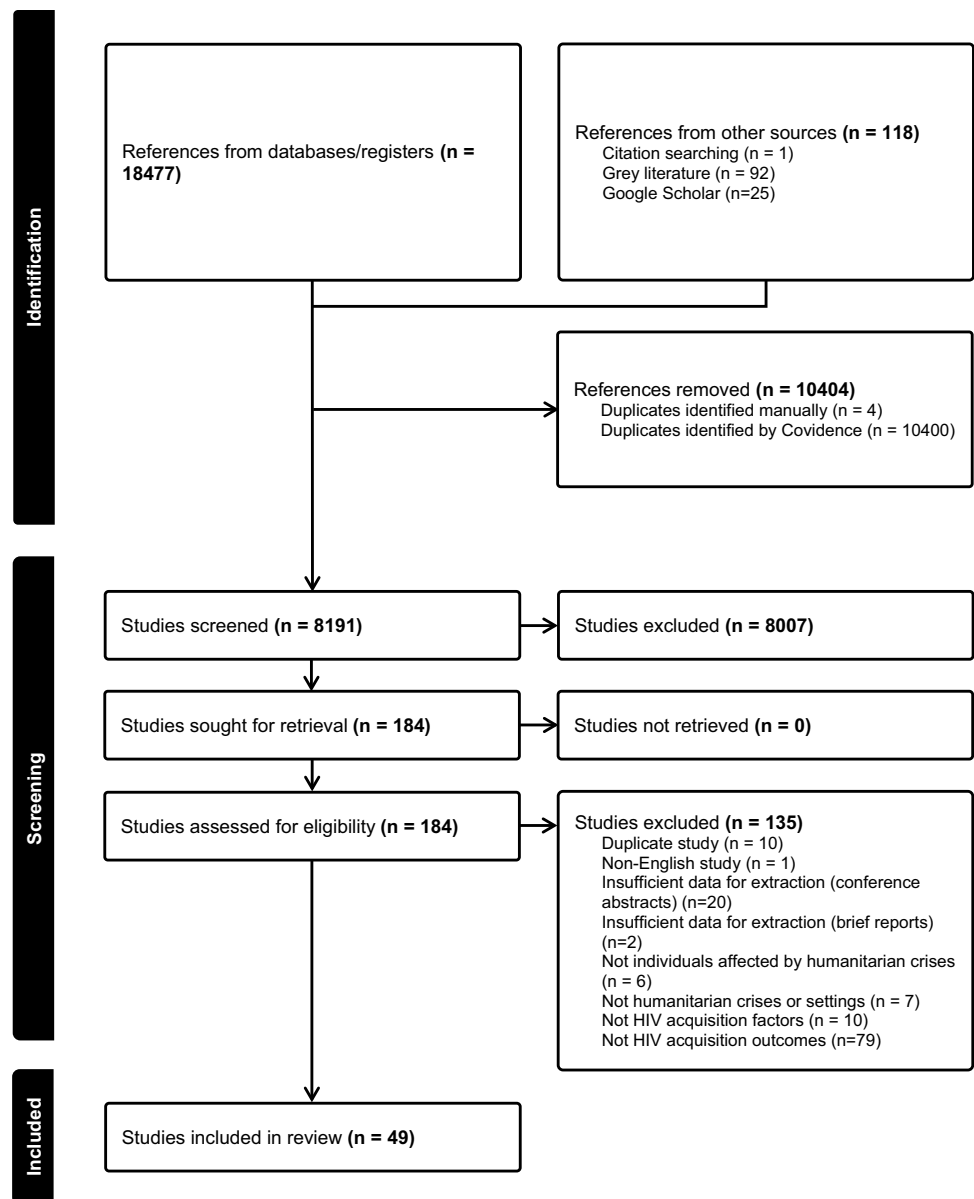 Identification
References from databases/registers (n =
18477)
References from other sources (n = 118)
Citation searching (n = 1)
Grey literature (n = 92)
Google Scholar (n=25)
References removed (n = 10404)
Duplicates identified manually (n = 4)
Duplicates identified by Covidence (n = 10400)
Screening
Studies screened (n = 8191)
Studies excluded (n = 8007)
Studies sought for retrieval (n = 184)
Studies not retrieved (n = 0)
Studies assessed for eligibility (n = 184)
Studies excluded (n = 135)
Duplicate study (n = 10)
Non-English study (n = 1)
Insufficient data for extraction (conference
abstracts) (n=20)
Insufficient data for extraction (brief reports)
(n=2)
Not individuals affected by humanitarian crises
(n = 6)
Not humanitarian crises or settings (n = 7)
Not HIV acquisition factors (n = 10)
Not HIV acquisition outcomes (n=79)
Included
Studies included in review (n = 49)